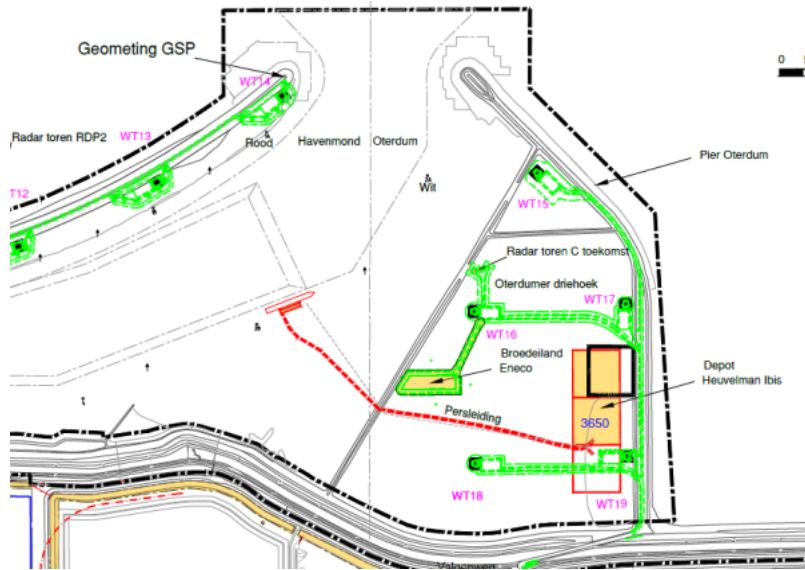 Geometing GSP
WT14
0
WT13
Radar toren RDP2
Rood
Havenmond
Oterdum
Pier Oterdum
Wit
WT12
WT15
Radar toren C toekomst
Oterdumer driehoek
WT17
WT16
Broedeiland
Eneco
Depot
Heuvelman Ibis
Persleiding
3650
WT18
WT19